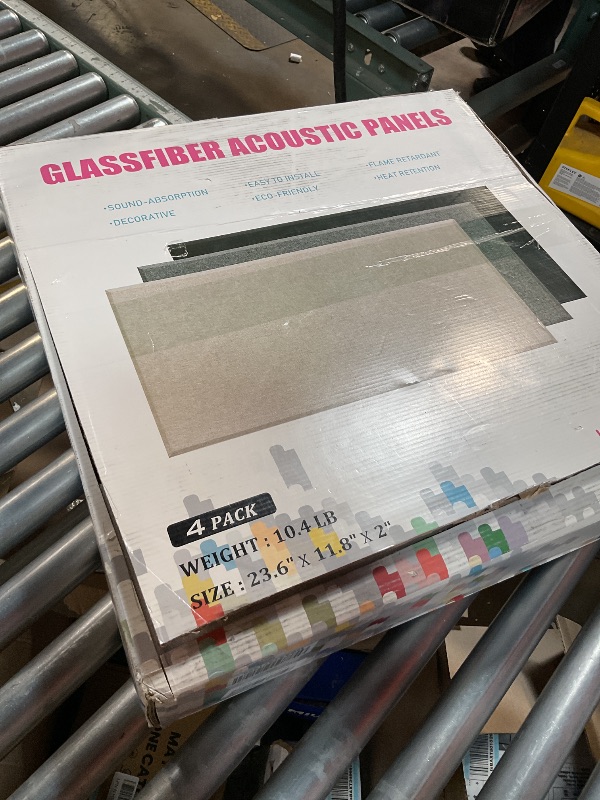 GLASSFIBER ACOUSTIC PANELS
·SOUND-ABSORPTION ·EASY TO INSTALL ·FLAME RETARDANT
·DECORATIVE ·ECO-FRIENDLY ·HEAT RETENTION
4 PACK
WEIGHT : 10.4 LB
SIZE : 23.6" X 11.8" X 2"